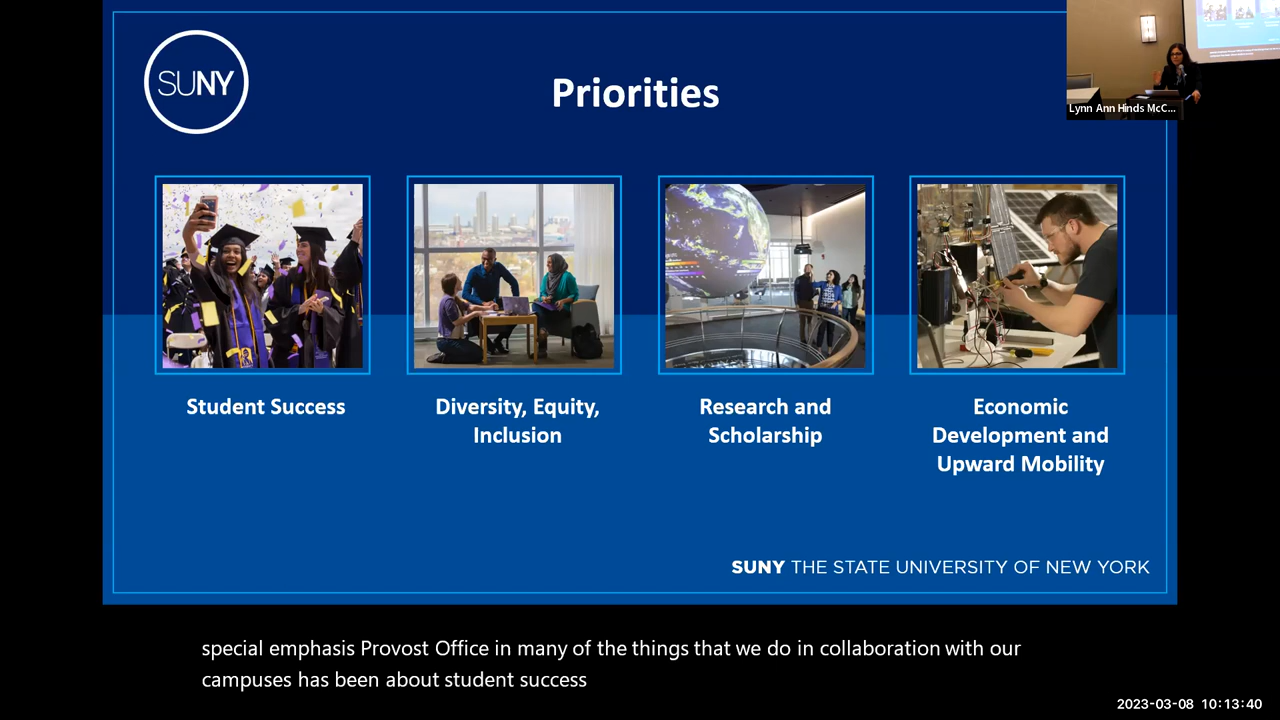 SUNY
Priorities
Lynn Ann Hinds McC...
Student Success
Diversity, Equity,
Inclusion
Research and
Scholarship
Economic
Development and
Upward Mobility
SUNY THE STATE UNIVERSITY OF NEW YORK
special emphasis Provost Office in many of the things that we do in collaboration with our
campuses has been about student success
2023-03-08 10:13:40